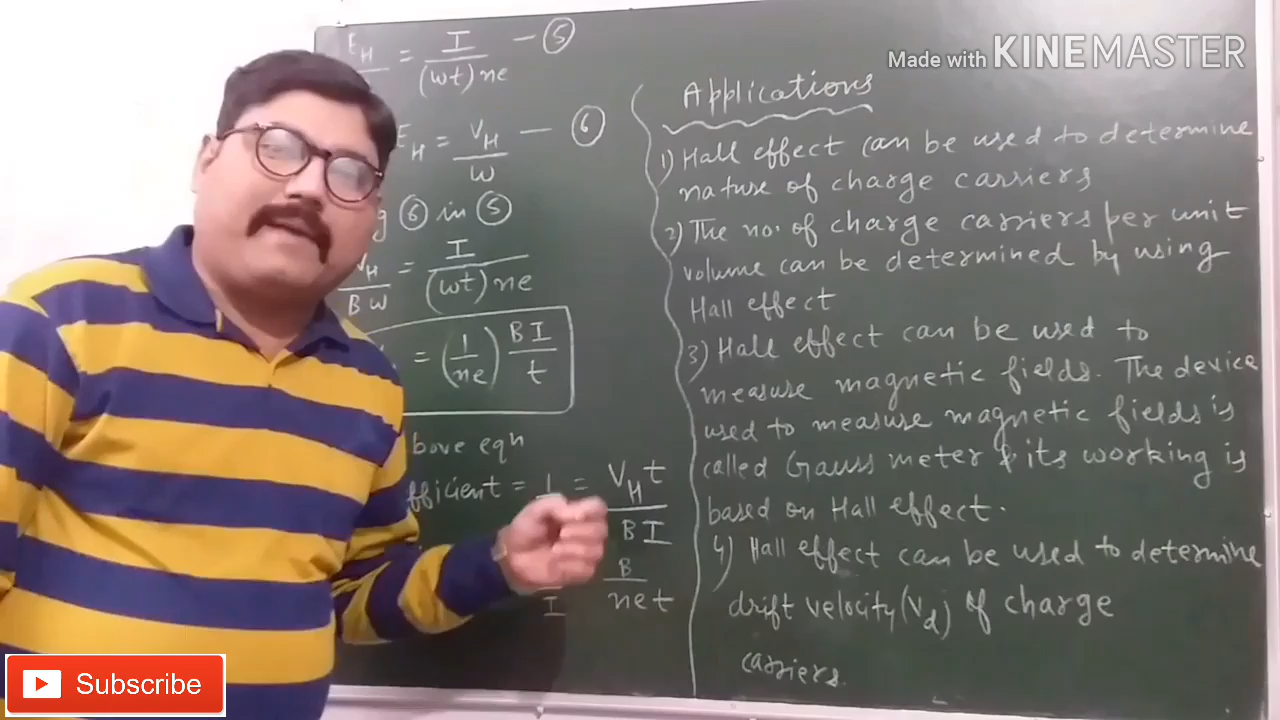 E_H = I / (wt) ne — ⑤
E_H = V_H / w — ⑥
⑥ in ⑤
V_H / B w = I / (wt) ne
= (1 / ne) BI / t
above eqn
fficient = 1 = V_H t / BI
I
B / net
Made with KINEMASTER
Applications
1) Hall effect can be used to determine
nature of charge carriers
2) The no. of charge carriers per unit
volume can be determined by using
Hall effect
3) Hall effect can be used to
measure magnetic fields. The device
used to measure magnetic fields is
called Gauss meter & its working is
based on Hall effect.
4) Hall effect can be used to determine
drift velocity (V_d) of charge
carriers.
Subscribe